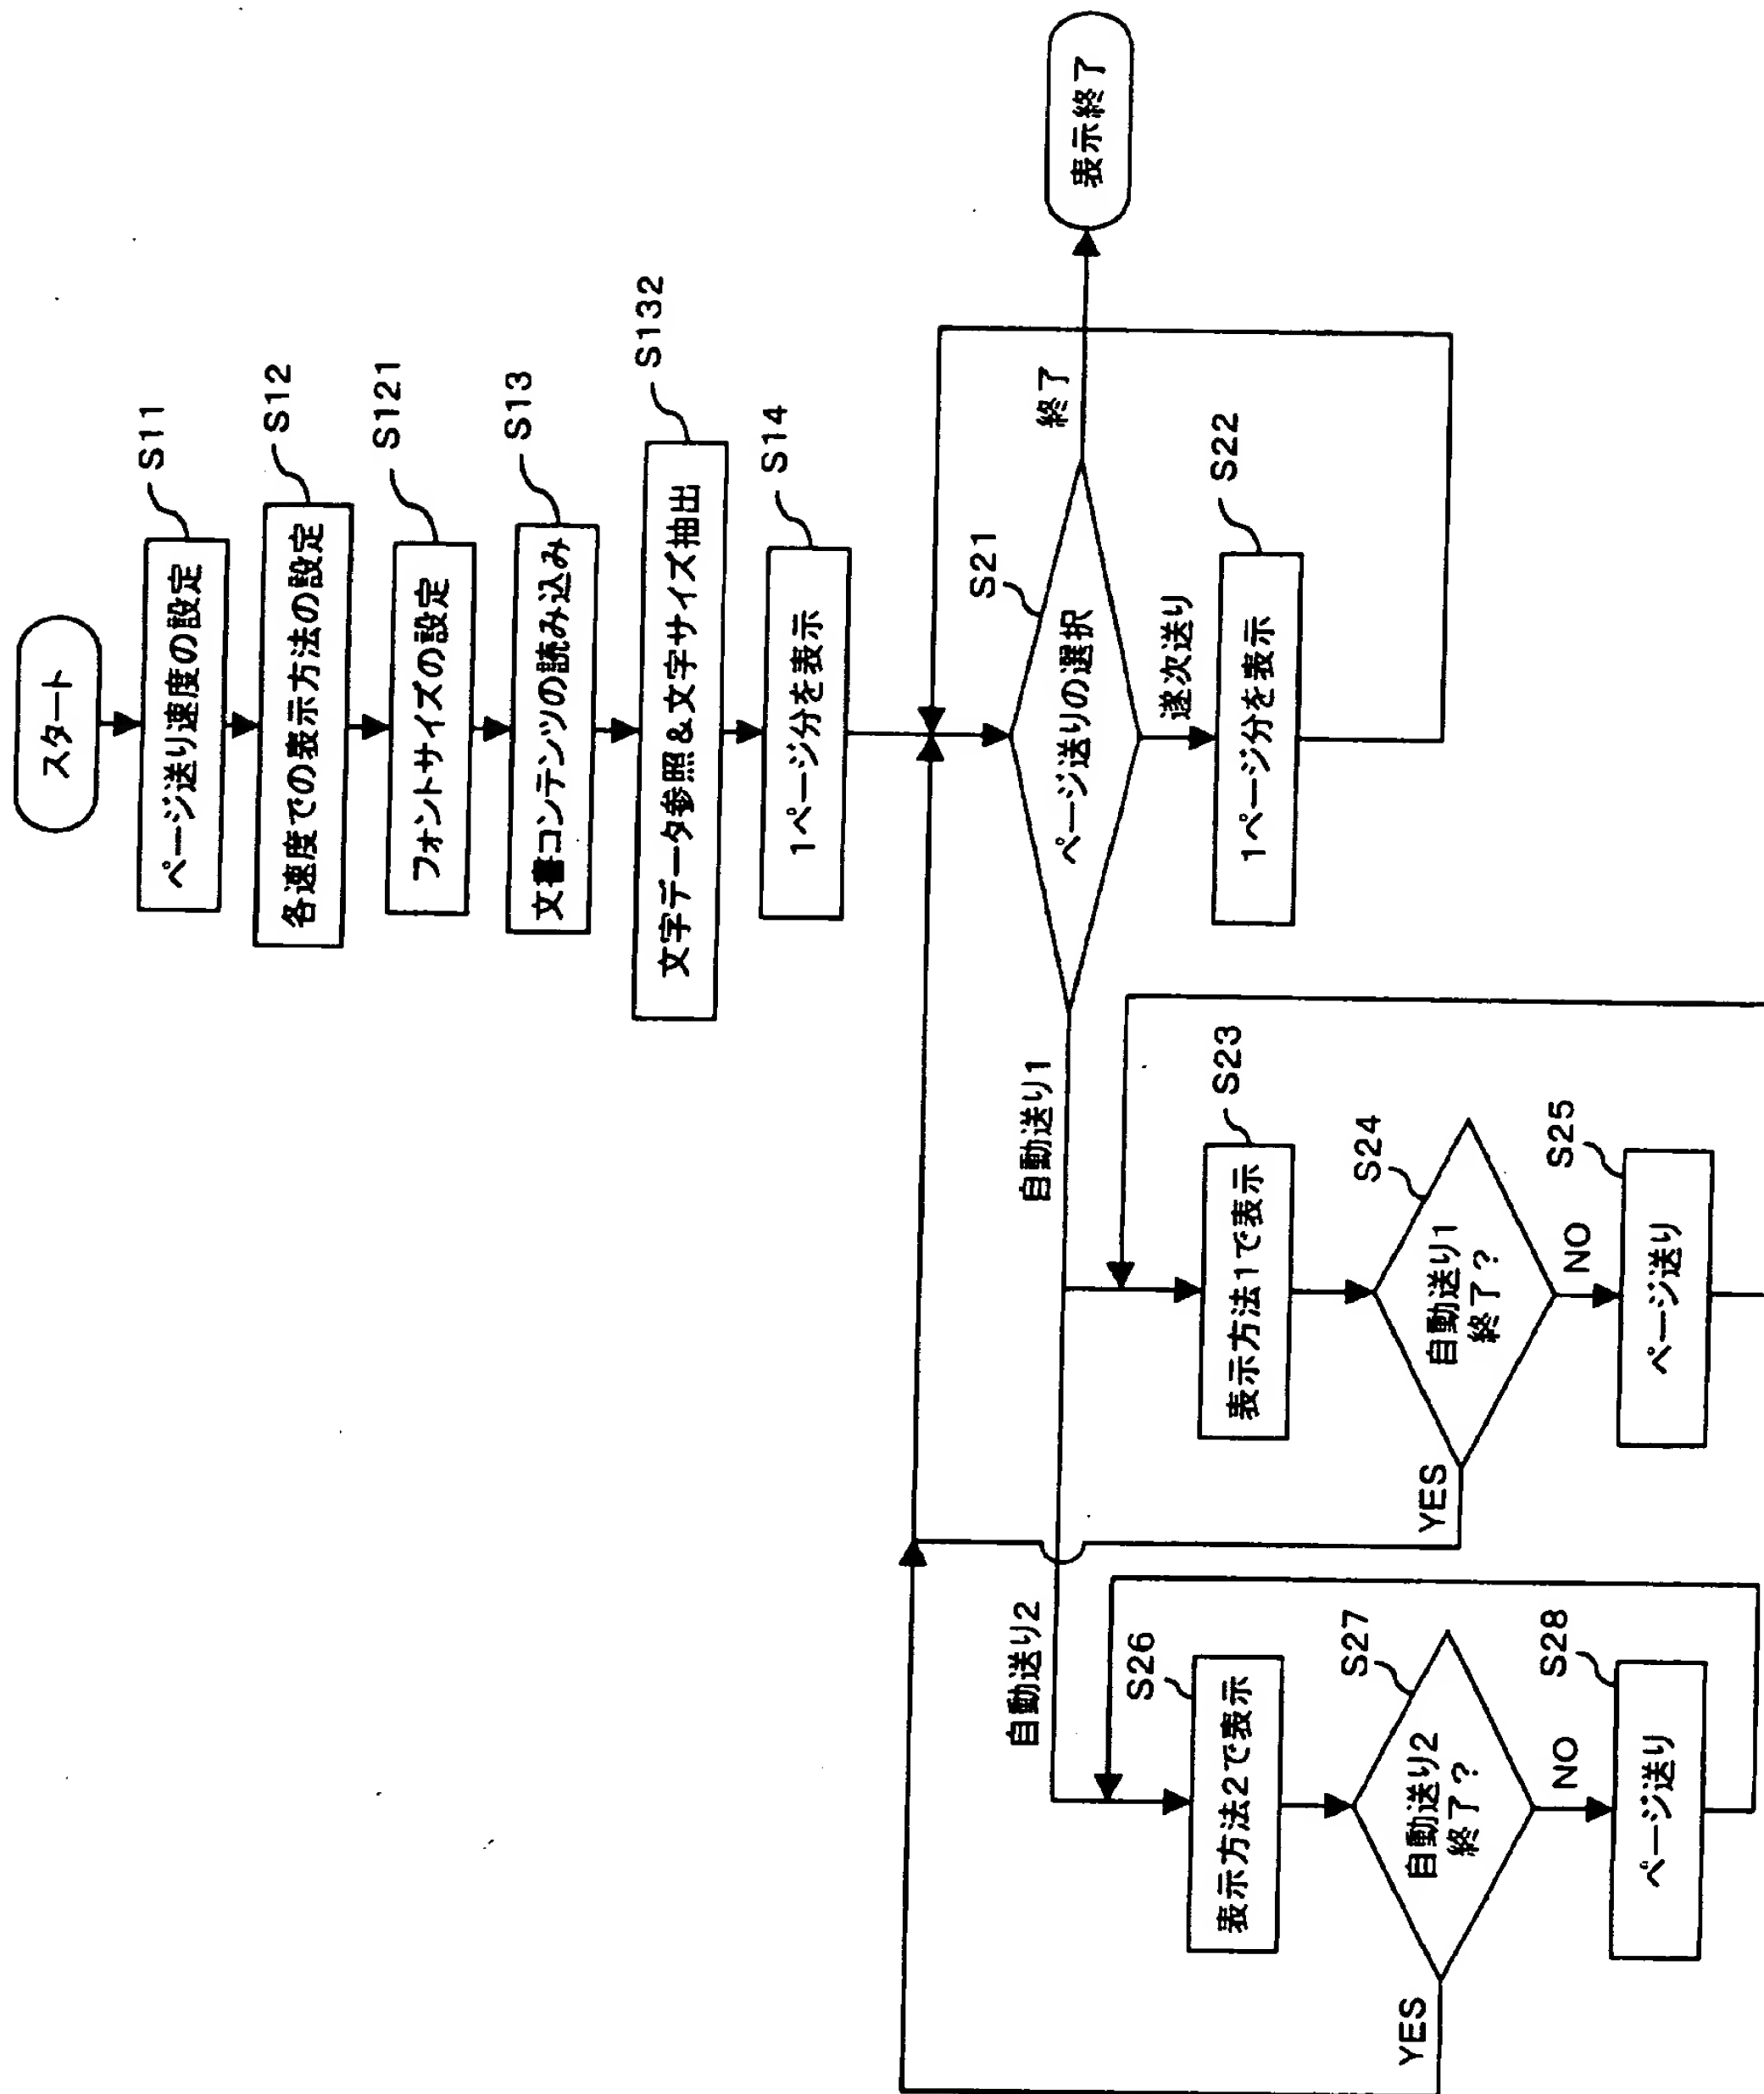 スタート
S11
ページ送り速度の設定
S12
各速度での表示方法の設定
S121
フォントサイズの設定
S13
文書コンテンツの読み込み
S132
文字データ参照&文字サイズ抽出
S14
1ページ分を表示
S21
ページ送りの選択
終了
表示終了
逐次送り
S22
1ページ分を表示
自動送り1
S23
表示方法1で表示
S24
自動送り1
終了?
YES
NO
S25
ページ送り
自動送り2
S26
表示方法2で表示
S27
自動送り2
終了?
YES
NO
S28
ページ送り